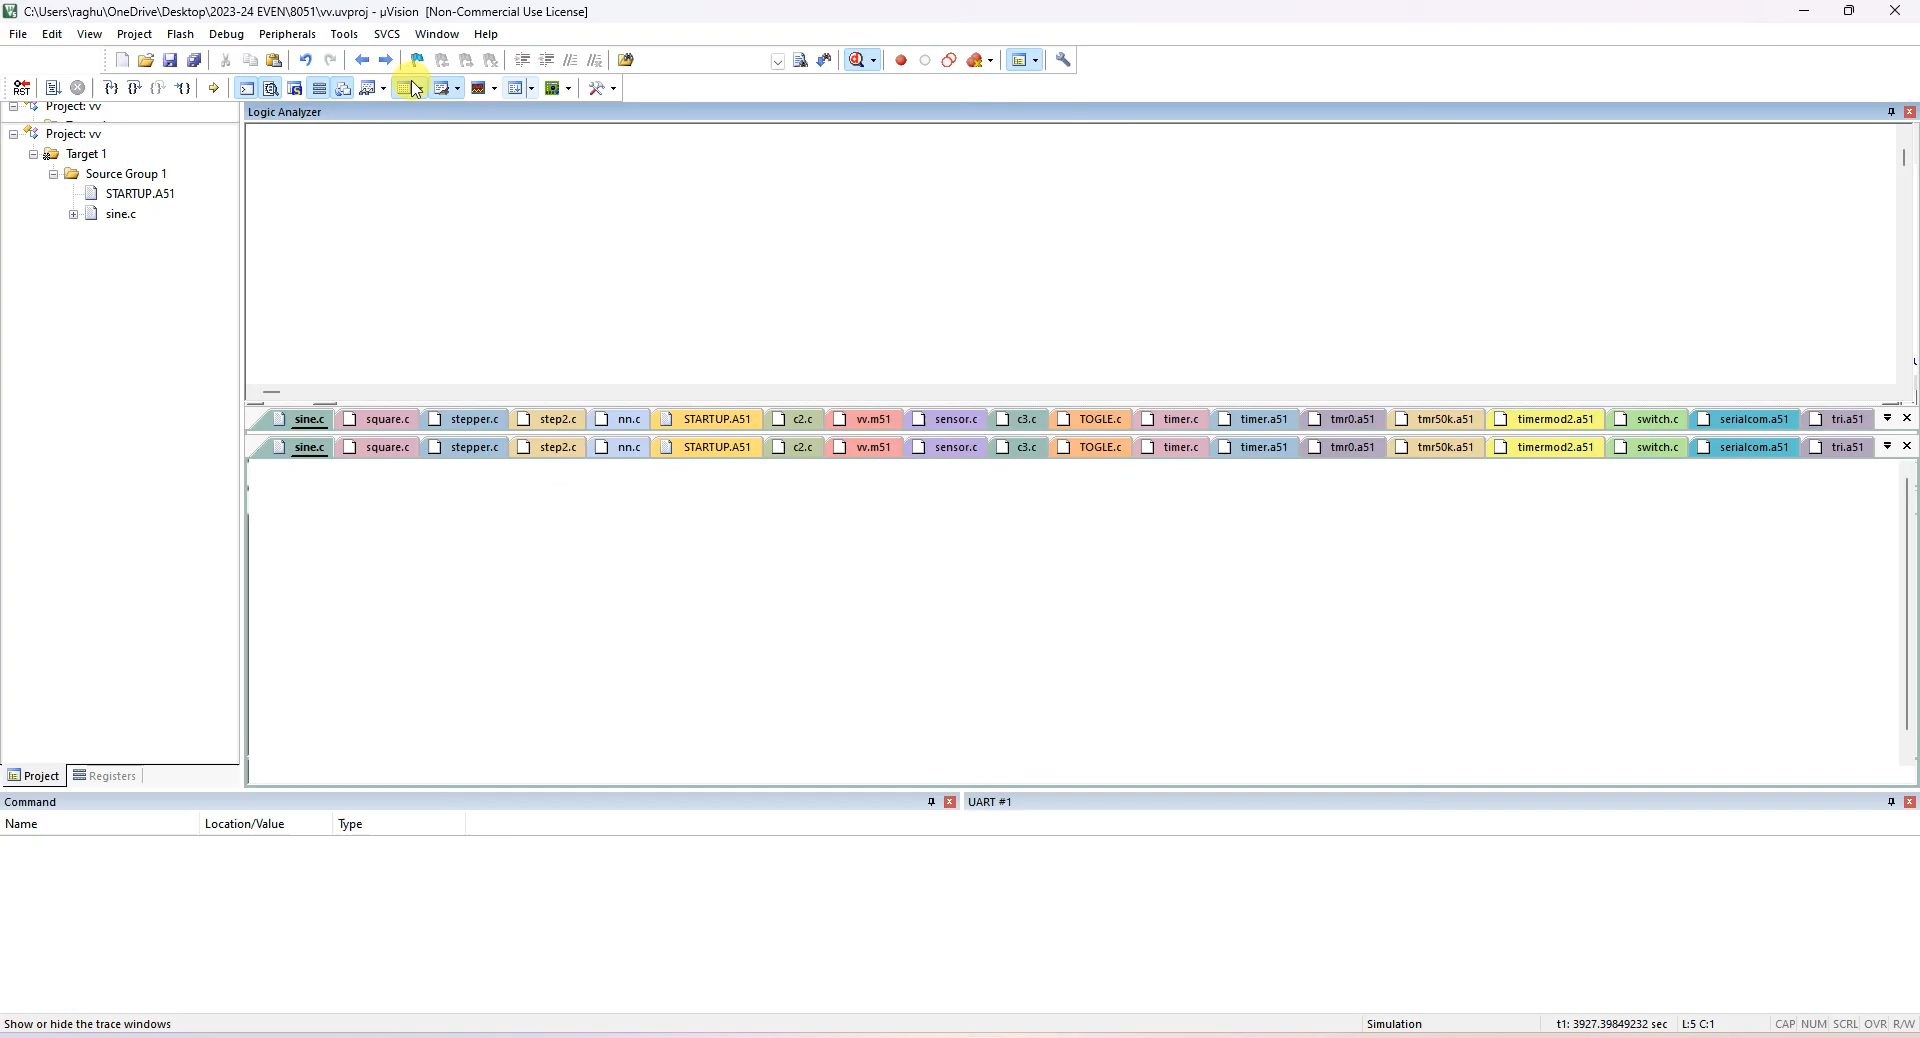 C:\Users\raghu\OneDrive\Desktop\2023-24 EVEN\8051\vv.uvproj - µVision [Non-Commercial Use License]
File Edit View Project Flash Debug Peripherals Tools SVCS Window Help
RST
Project: vv
Logic Analyzer
Project: vv
Target 1
Source Group 1
STARTUP.A51
sine.c
sine.c square.c stepper.c step2.c nn.c STARTUP.A51 c2.c vv.m51 sensor.c c3.c TOGLE.c timer.c timer.a51 tmr0.a51 tmr50k.a51 timermod2.a51 switch.c serialcom.a51 tri.a51
sine.c square.c stepper.c step2.c nn.c STARTUP.A51 c2.c vv.m51 sensor.c c3.c TOGLE.c timer.c timer.a51 tmr0.a51 tmr50k.a51 timermod2.a51 switch.c serialcom.a51 tri.a51
Project Registers
Command UART #1
Name Location/Value Type
Show or hide the trace windows Simulation t1: 3927.39849232 sec L:5 C:1 CAP NUM SCRL OVR R/W